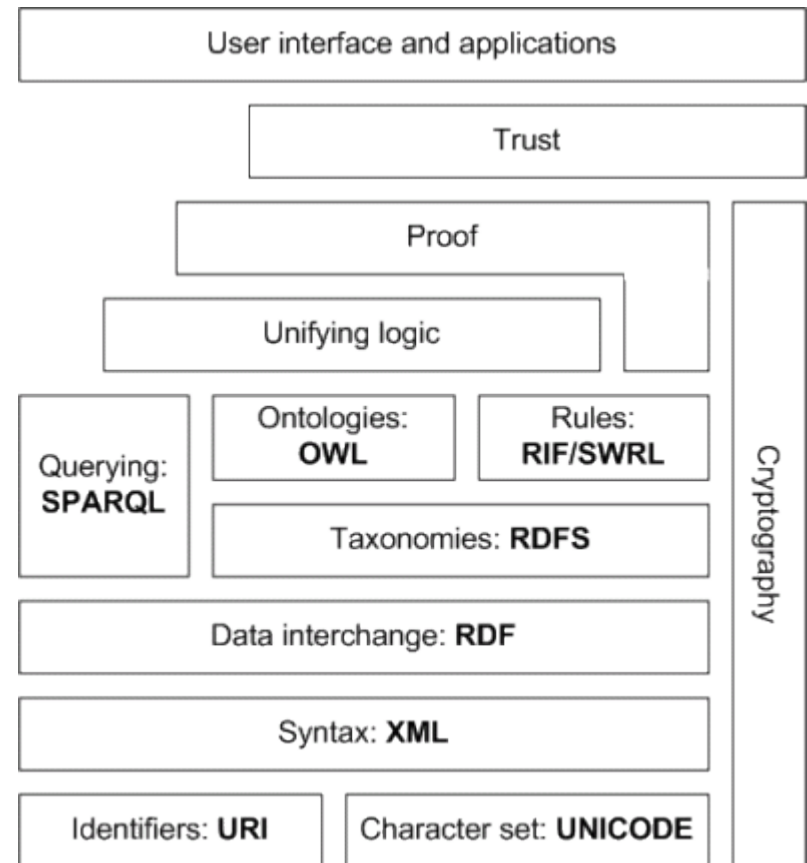 User interface and applications
Trust
Proof
Unifying logic
Ontologies:
OWL
Rules:
RIF/SWRL
Querying:
SPARQL
Taxonomies: RDFS
Cryptography
Data interchange: RDF
Syntax: XML
Identifiers: URI
Character set: UNICODE